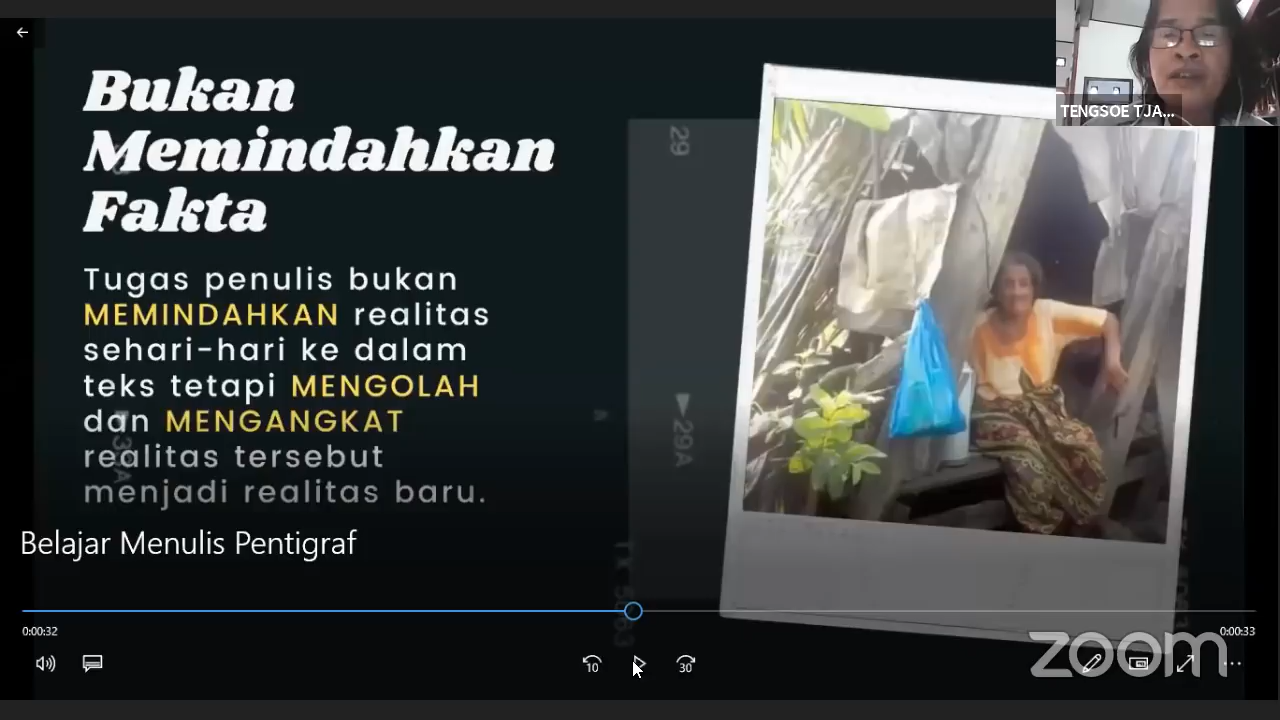 Bukan
Memindahkan
Fakta
TENGSOE TJA...
29
Tugas penulis bukan
MEMINDAHKAN realitas
sehari-hari ke dalam
teks tetapi MENGOLAH
dan MENGANGKAT
realitas tersebut
menjadi realitas baru.
29A
Belajar Menulis Pentigraf
0:00:32
0:00:33
10
30
zoom